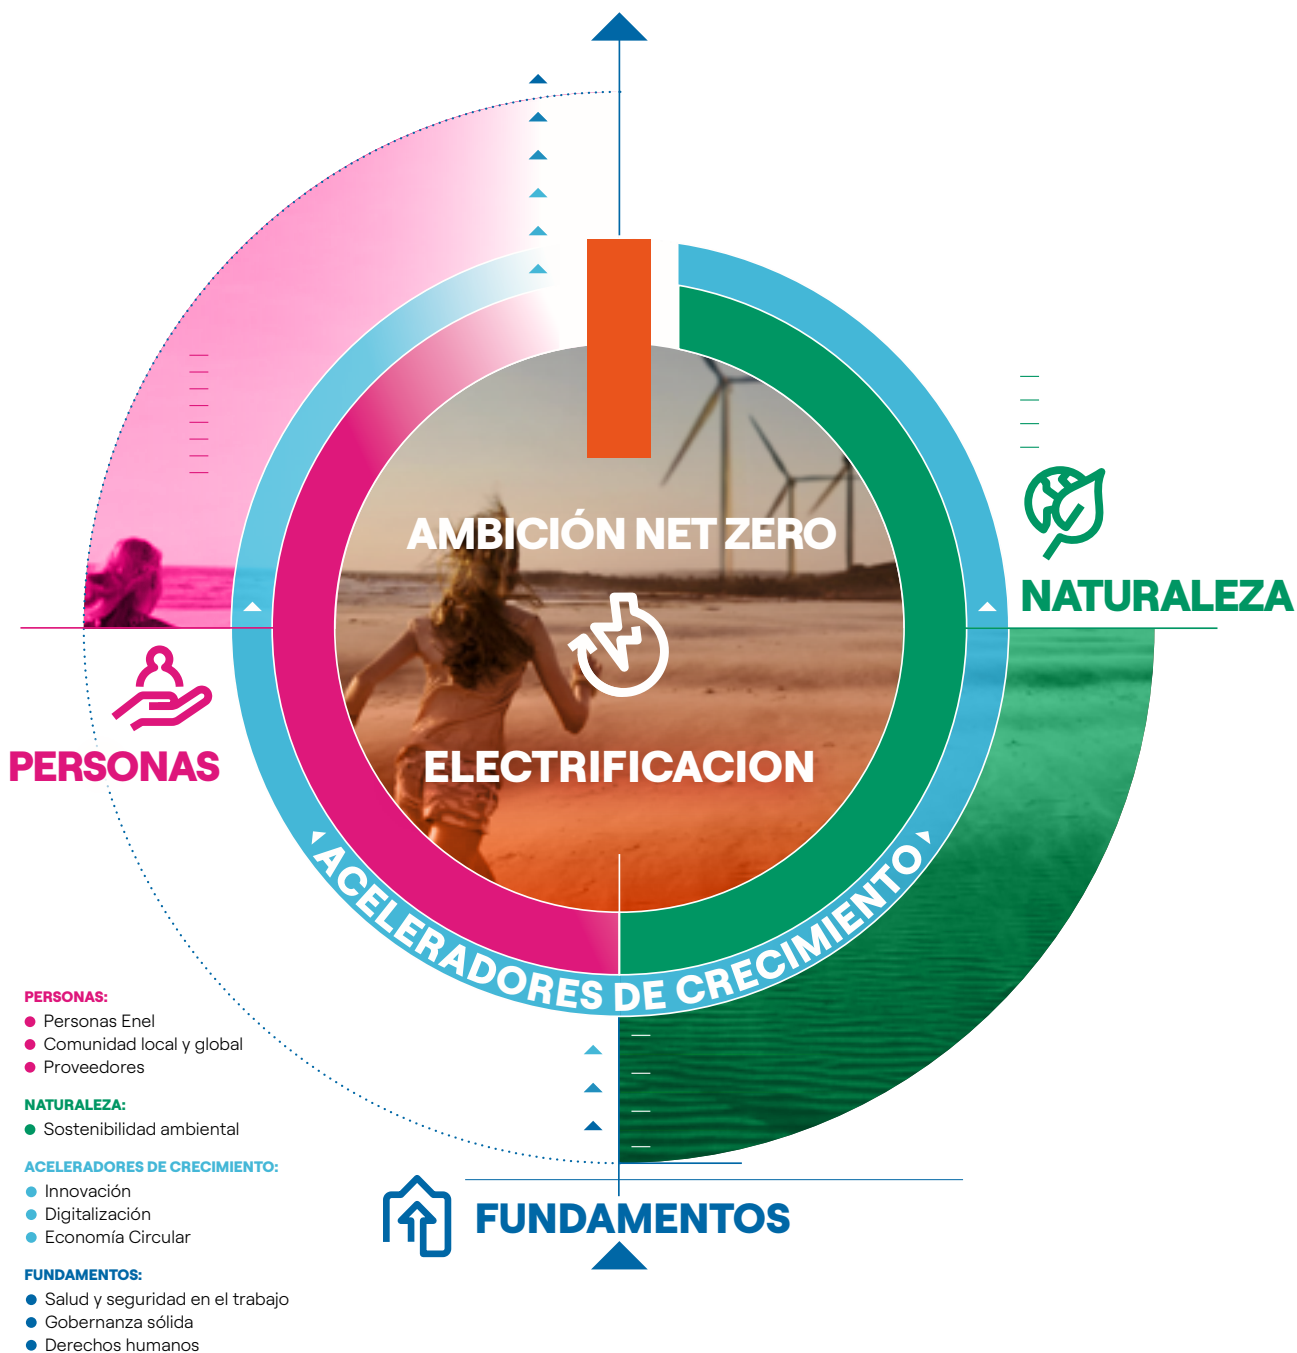 AMBICIÓN NET ZERO
NATURALEZA
PERSONAS
ELECTRIFICACION
ACELERADORES DE CRECIMIENTO
PERSONAS:
Personas Enel
Comunidad local y global
Proveedores
NATURALEZA:
Sostenibilidad ambiental
ACELERADORES DE CRECIMIENTO:
Innovación
Digitalización
Economía Circular
FUNDAMENTOS
FUNDAMENTOS:
Salud y seguridad en el trabajo
Gobernanza sólida
Derechos humanos